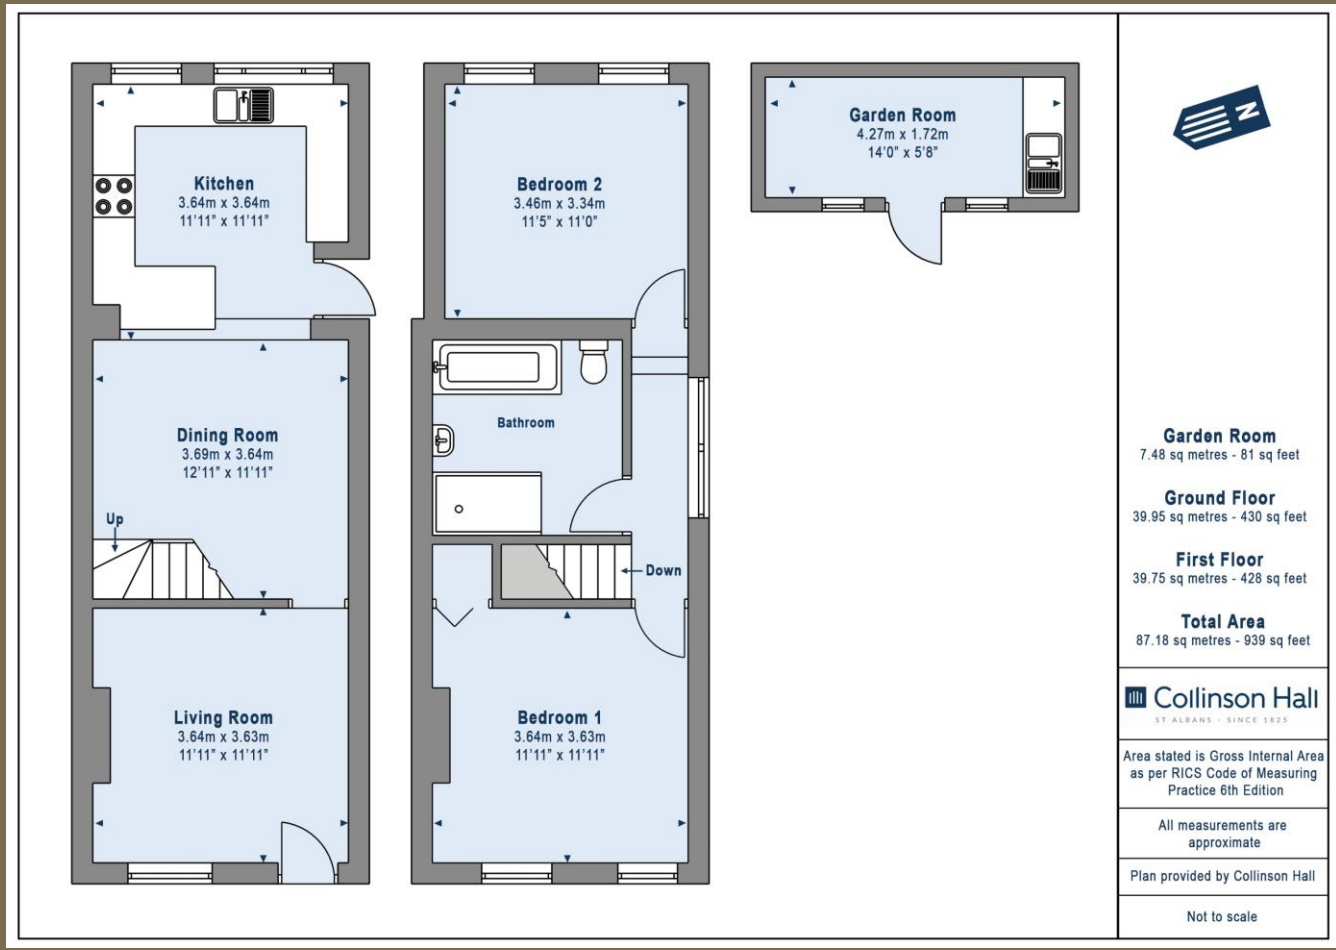 Kitchen
3.64m x 3.64m
11'11" x 11'11"
Dining Room
3.69m x 3.64m
12'11" x 11'11"
Up
Living Room
3.64m x 3.63m
11'11" x 11'11"
Bedroom 2
3.46m x 3.34m
11'5" x 11'0"
Bathroom
Down
Bedroom 1
3.64m x 3.63m
11'11" x 11'11"
Garden Room
4.27m x 1.72m
14'0" x 5'8"
N
Garden Room
7.48 sq metres - 81 sq feet
Ground Floor
39.95 sq metres - 430 sq feet
First Floor
39.75 sq metres - 428 sq feet
Total Area
87.18 sq metres - 939 sq feet
Collinson Hall
ST ALBANS - SINCE 1825
Area stated is Gross Internal Area
as per RICS Code of Measuring
Practice 6th Edition
All measurements are
approximate
Plan provided by Collinson Hall
Not to scale